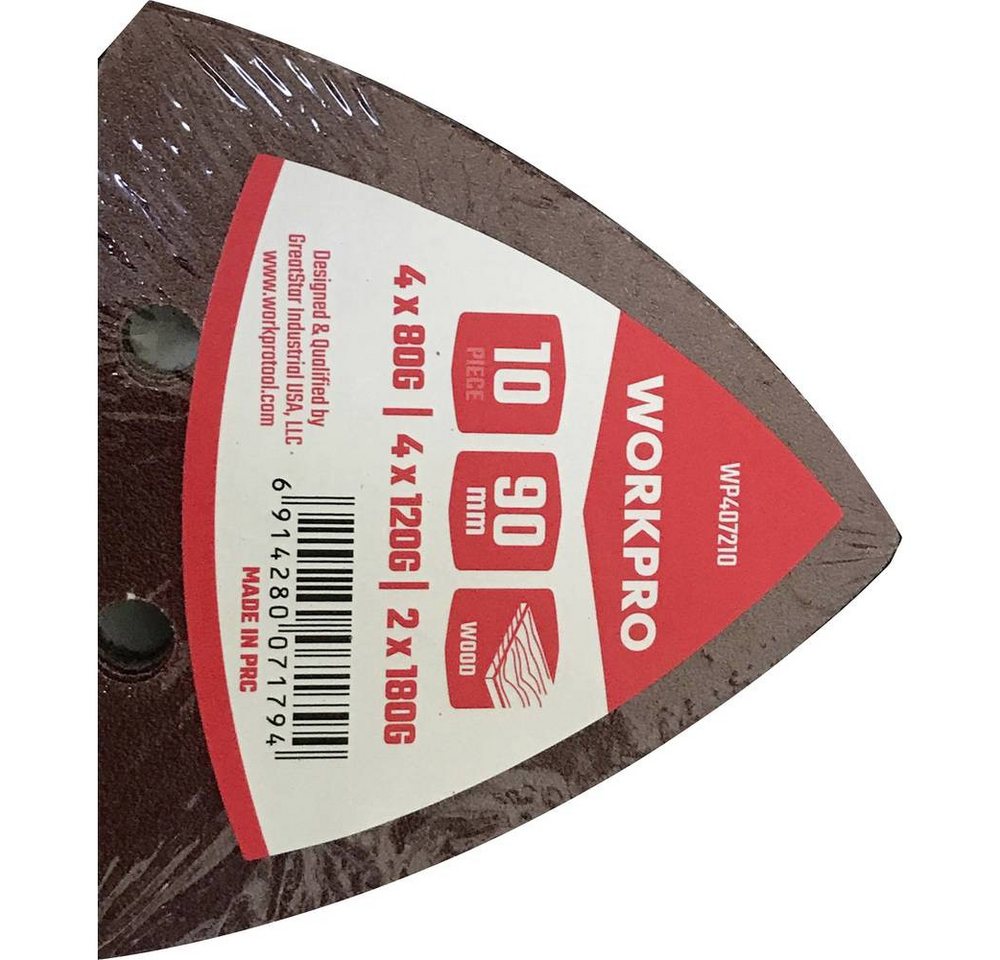 WP407210
WORKPRO
10
PIECE
90
mm
WOOD
4 x 80G | 4 x 120G | 2 x 180G
Designed & Qualified by
GreatStar Industrial USA, LLC
www.workprotool.com
6 914280 071794
MADE IN PRC